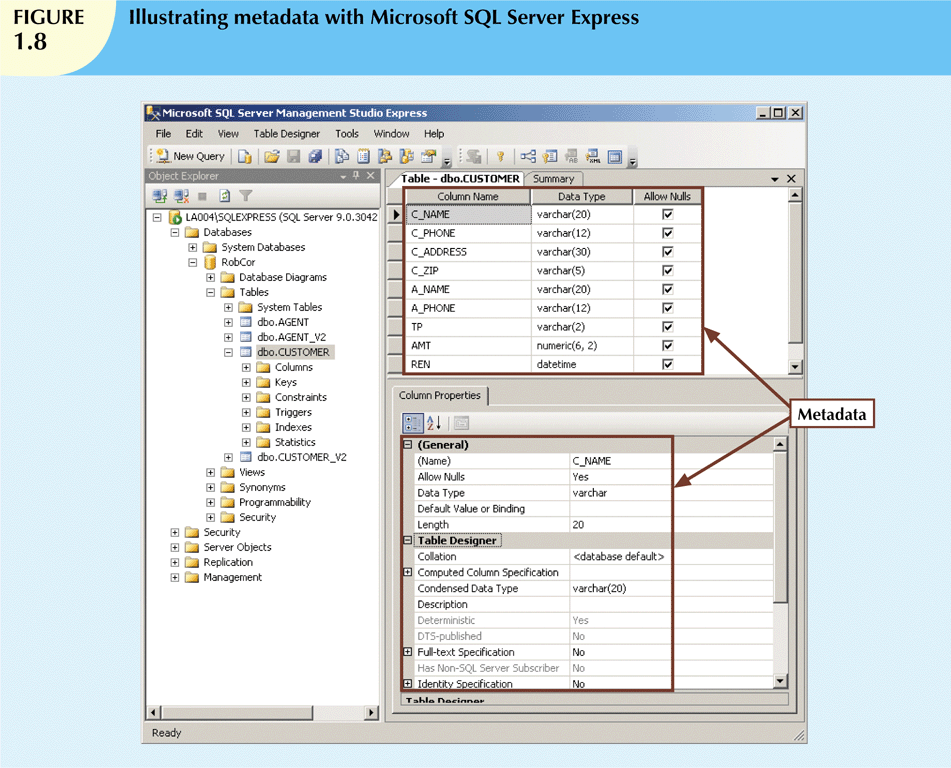 FIGURE 1.8
Illustrating metadata with Microsoft SQL Server Express
Microsoft SQL Server Management Studio Express
File Edit View Table Designer Tools Window Help
New Query
Object Explorer
LA004\SQLEXPRESS (SQL Server 9.0.3042
Databases
System Databases
RobCor
Database Diagrams
Tables
System Tables
dbo.AGENT
dbo.AGENT_V2
dbo.CUSTOMER
Columns
Keys
Constraints
Triggers
Indexes
Statistics
dbo.CUSTOMER_V2
Views
Synonyms
Programmability
Security
Security
Server Objects
Replication
Management
Table - dbo.CUSTOMER Summary
Column Name Data Type Allow Nulls
C_NAME varchar(20)
C_PHONE varchar(12)
C_ADDRESS varchar(30)
C_ZIP varchar(5)
A_NAME varchar(20)
A_PHONE varchar(12)
TP varchar(2)
AMT numeric(6, 2)
REN datetime
Metadata
Column Properties
(General)
(Name) C_NAME
Allow Nulls Yes
Data Type varchar
Default Value or Binding
Length 20
Table Designer
Collation <database default>
Computed Column Specification
Condensed Data Type varchar(20)
Description
Deterministic Yes
DTS-published No
Full-text Specification No
Has Non-SQL Server Subscriber No
Identity Specification No
Table Designer
Ready